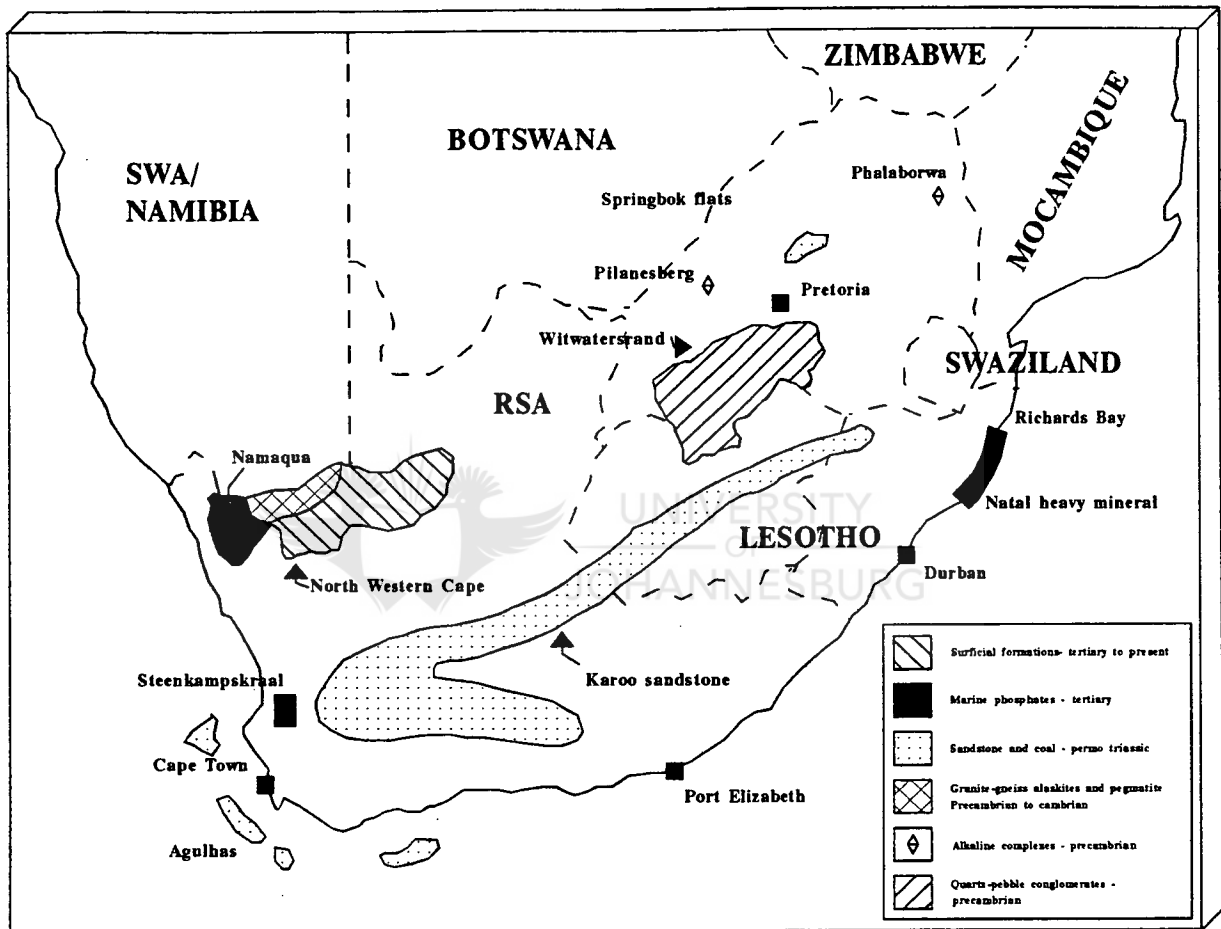 ZIMBABWE
BOTSWANA
MOCAMBIQUE
SWA/
NAMIBIA
Phalaborwa
Springbok flats
Pilanesberg
Pretoria
Witwatersrand
SWAZILAND
RSA
Richards Bay
Namaqua
UNIVERSITY
OF
JOHANNESBURG
Natal heavy mineral
LESOTHO
Durban
North Western Cape
Steenkampskraal
Karoo sandstone
Cape Town
Port Elizabeth
Agulhas
Surficial formations- tertiary to present
Marine phosphates - tertiary
Sandstone and coal - permo triassic
Granite-gneiss alaskites and pegmatite
Precambrian to cambrian
Alkaline complexes - precambrian
Quartz-pebble conglomerates -
precambrian